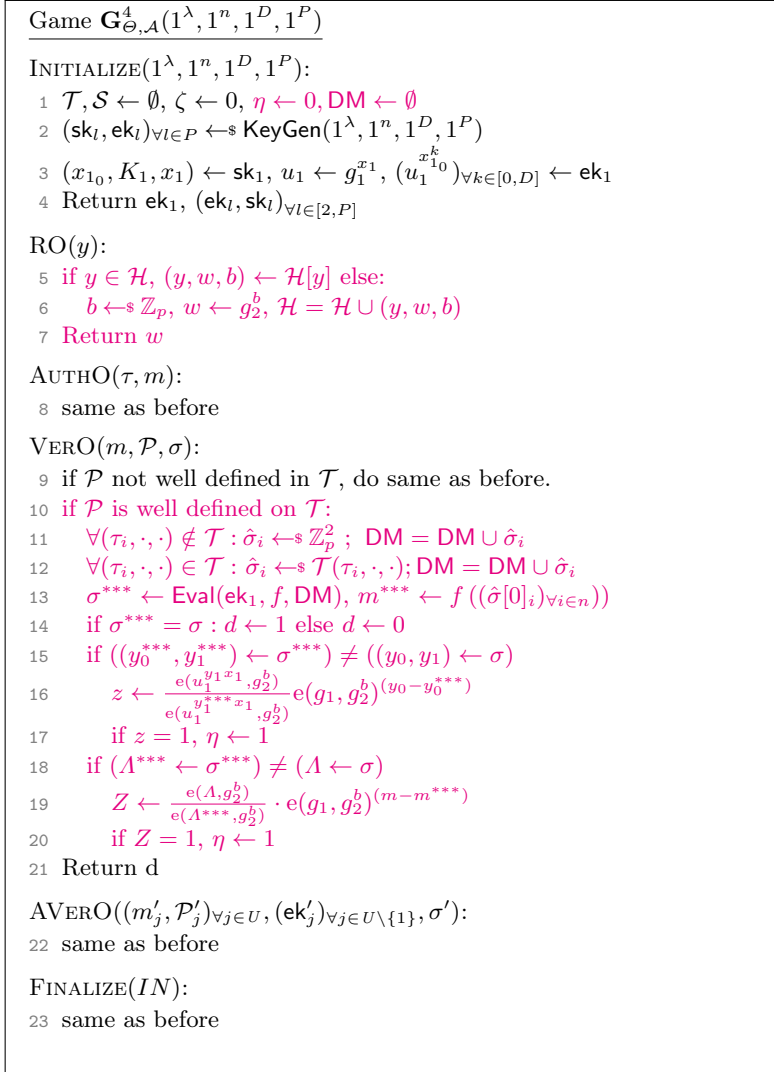 Game G⁴_{Θ,𝒜}(1^λ, 1^n, 1^D, 1^P)
INITIALIZE(1^λ, 1^n, 1^D, 1^P):
1 𝒯, 𝒮 ← ∅, ζ ← 0, η ← 0, DM ← ∅
2 (sk_l, ek_l)_{∀l∈P} ←$ KeyGen(1^λ, 1^n, 1^D, 1^P)
3 (x_{1_0}, K_1, x_1) ← sk_1, u_1 ← g_1^{x_1}, (u_1^{x_{1_0}^k})_{∀k∈[0,D]} ← ek_1
4 Return ek_1, (ek_l, sk_l)_{∀l∈[2,P]}
RO(y):
5 if y ∈ ℋ, (y, w, b) ← ℋ[y] else:
6 b ←$ ℤ_p, w ← g_2^b, ℋ = ℋ ∪ (y, w, b)
7 Return w
AUTHO(τ, m):
8 same as before
VERO(m, 𝒫, σ):
9 if 𝒫 not well defined in 𝒯, do same as before.
10 if 𝒫 is well defined on 𝒯:
11 ∀(τ_i, ·, ·) ∉ 𝒯 : σ̂_i ←$ ℤ_p^2 ; DM = DM ∪ σ̂_i
12 ∀(τ_i, ·, ·) ∈ 𝒯 : σ̂_i ←$ 𝒯(τ_i, ·, ·); DM = DM ∪ σ̂_i
13 σ*** ← Eval(ek_1, f, DM), m*** ← f ((σ̂[0]_i)_{∀i∈n}))
14 if σ*** = σ : d ← 1 else d ← 0
15 if ((y_0***, y_1***) ← σ***) ≠ ((y_0, y_1) ← σ)
16 z ← \frac{e(u_1^{y_1 x_1}, g_2^b)}{e(u_1^{y_1*** x_1}, g_2^b)} e(g_1, g_2^b)^{(y_0−y_0***)}
17 if z = 1, η ← 1
18 if (Λ*** ← σ***) ≠ (Λ ← σ)
19 Z ← \frac{e(Λ, g_2^b)}{e(Λ***, g_2^b)} · e(g_1, g_2^b)^{(m−m***)}
20 if Z = 1, η ← 1
21 Return d
AVERO((m′_j, 𝒫′_j)_{∀j∈U}, (ek′_j)_{∀j∈U\{1}}, σ′):
22 same as before
FINALIZE(IN):
23 same as before